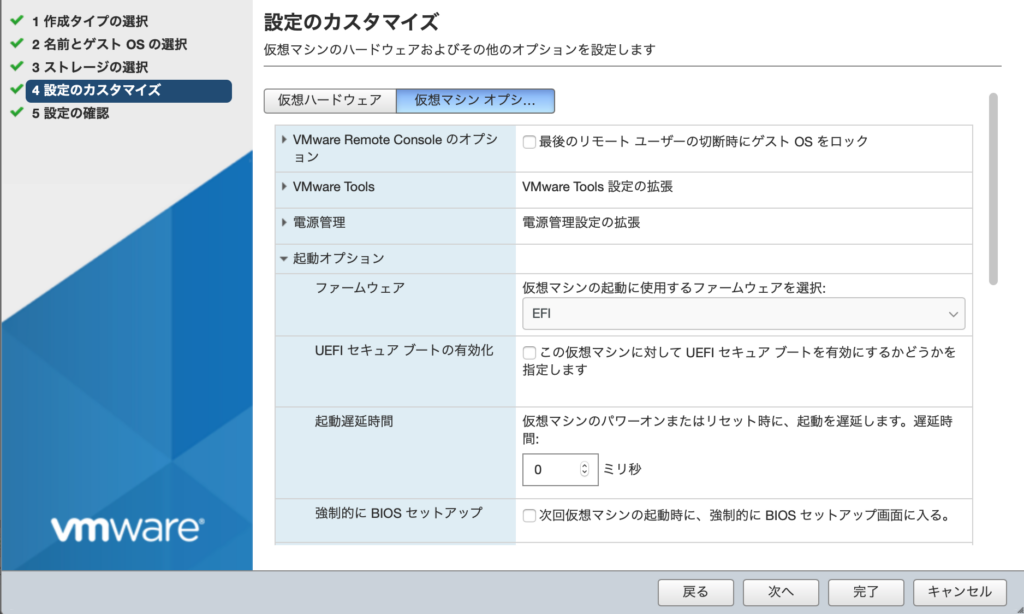 1 作成タイプの選択
2 名前とゲスト OS の選択
3 ストレージの選択
4 設定のカスタマイズ
5 設定の確認
vmware®
設定のカスタマイズ
仮想マシンのハードウェアおよびその他のオプションを設定します
仮想ハードウェア
仮想マシン オプシ...
VMware Remote Console のオプシ
ョン
最後のリモート ユーザーの切断時にゲスト OS をロック
VMware Tools
VMware Tools 設定の拡張
電源管理
電源管理設定の拡張
起動オプション
ファームウェア
仮想マシンの起動に使用するファームウェアを選択:
EFI
UEFI セキュア ブートの有効化
この仮想マシンに対して UEFI セキュア ブートを有効にするかどうかを
指定します
起動遅延時間
仮想マシンのパワーオンまたはリセット時に、起動を遅延します。遅延時
間:
0 ミリ秒
強制的に BIOS セットアップ
次回仮想マシンの起動時に、強制的に BIOS セットアップ画面に入る。
戻る
次へ
完了
キャンセル